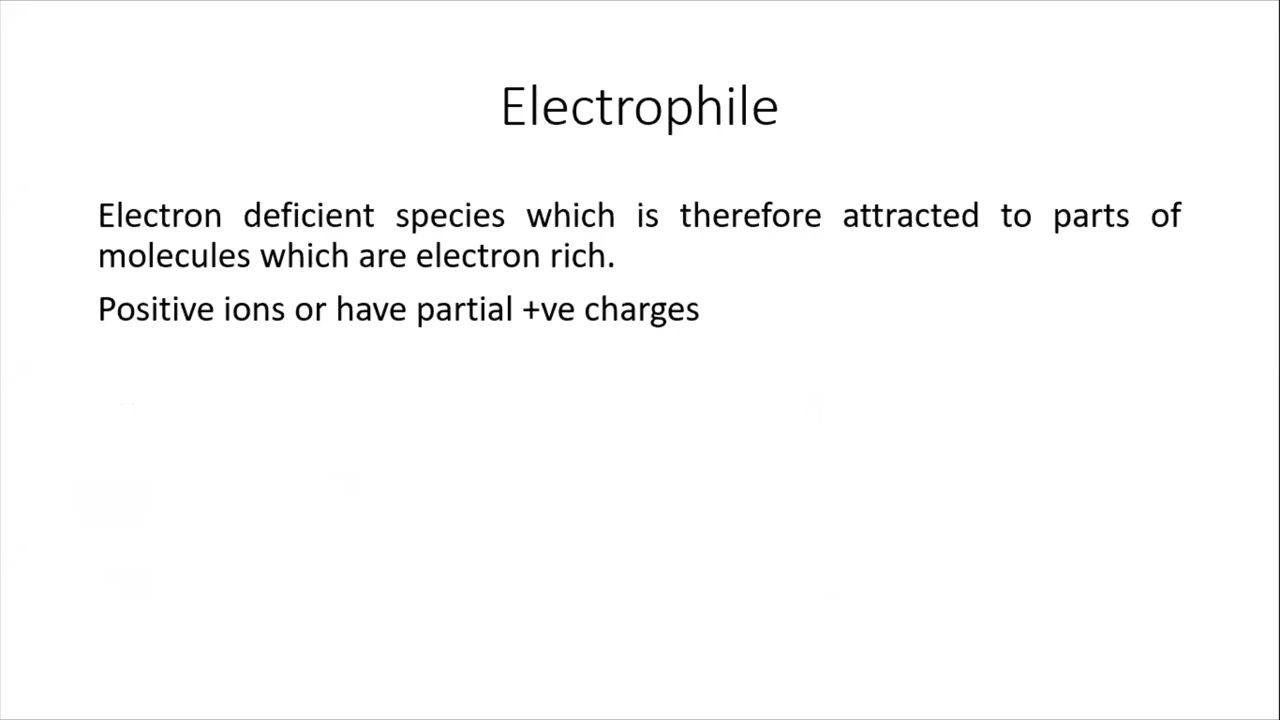 Electrophile
Electron deficient species which is therefore attracted to parts of
molecules which are electron rich.
Positive ions or have partial +ve charges